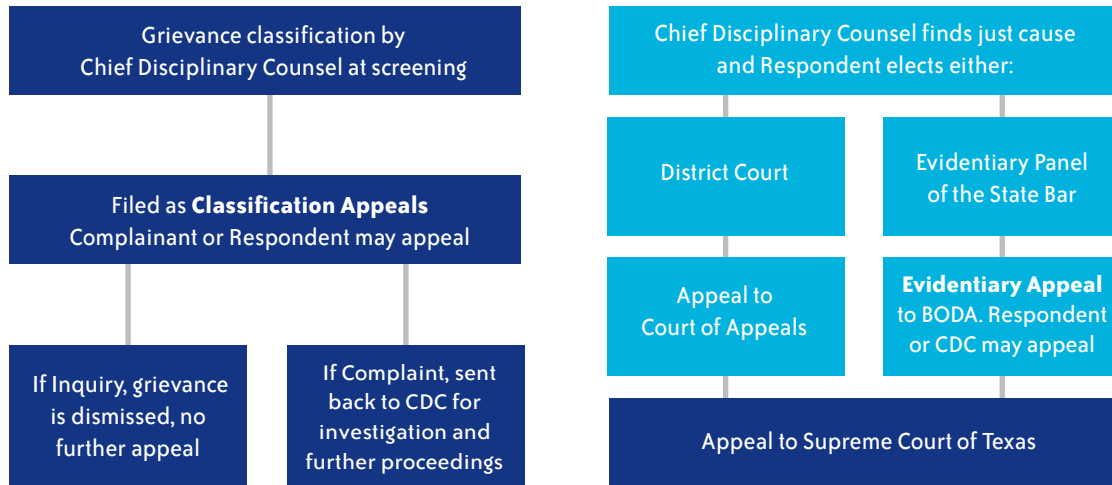 Grievance classification by
Chief Disciplinary Counsel at screening
Filed as Classification Appeals
Complainant or Respondent may appeal
If Inquiry, grievance
is dismissed, no
further appeal
If Complaint, sent
back to CDC for
investigation and
further proceedings
Chief Disciplinary Counsel finds just cause
and Respondent elects either:
District Court
Evidentiary Panel
of the State Bar
Appeal to
Court of Appeals
Evidentiary Appeal
to BODA. Respondent
or CDC may appeal
Appeal to Supreme Court of Texas